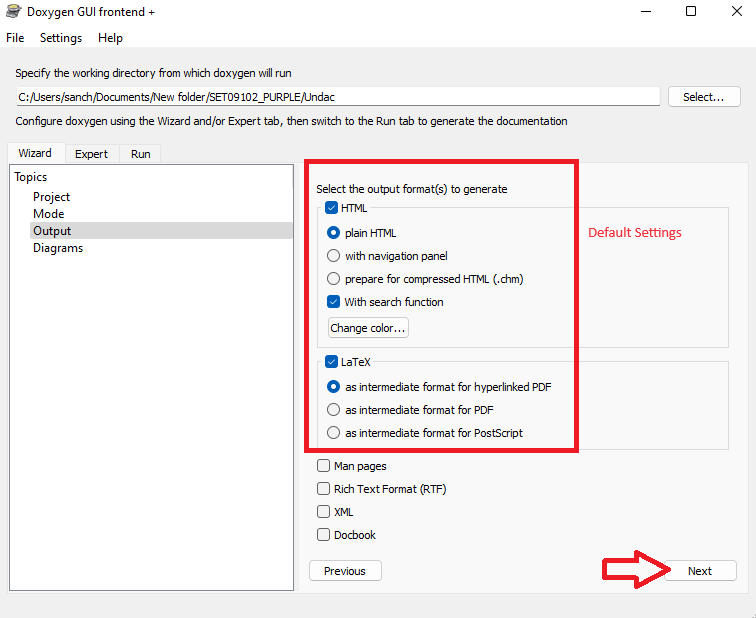 Doxygen GUI frontend +
File Settings Help
Specify the working directory from which doxygen will run
C:/Users/sanch/Documents/New folder/SET09102_PURPLE/Undac
Select...
Configure doxygen using the Wizard and/or Expert tab, then switch to the Run tab to generate the documentation
Wizard Expert Run
Topics
Project
Mode
Output
Diagrams
Select the output format(s) to generate
HTML
plain HTML
with navigation panel
prepare for compressed HTML (.chm)
With search function
Change color...
Default Settings
LaTeX
as intermediate format for hyperlinked PDF
as intermediate format for PDF
as intermediate format for PostScript
Man pages
Rich Text Format (RTF)
XML
Docbook
Previous
Next